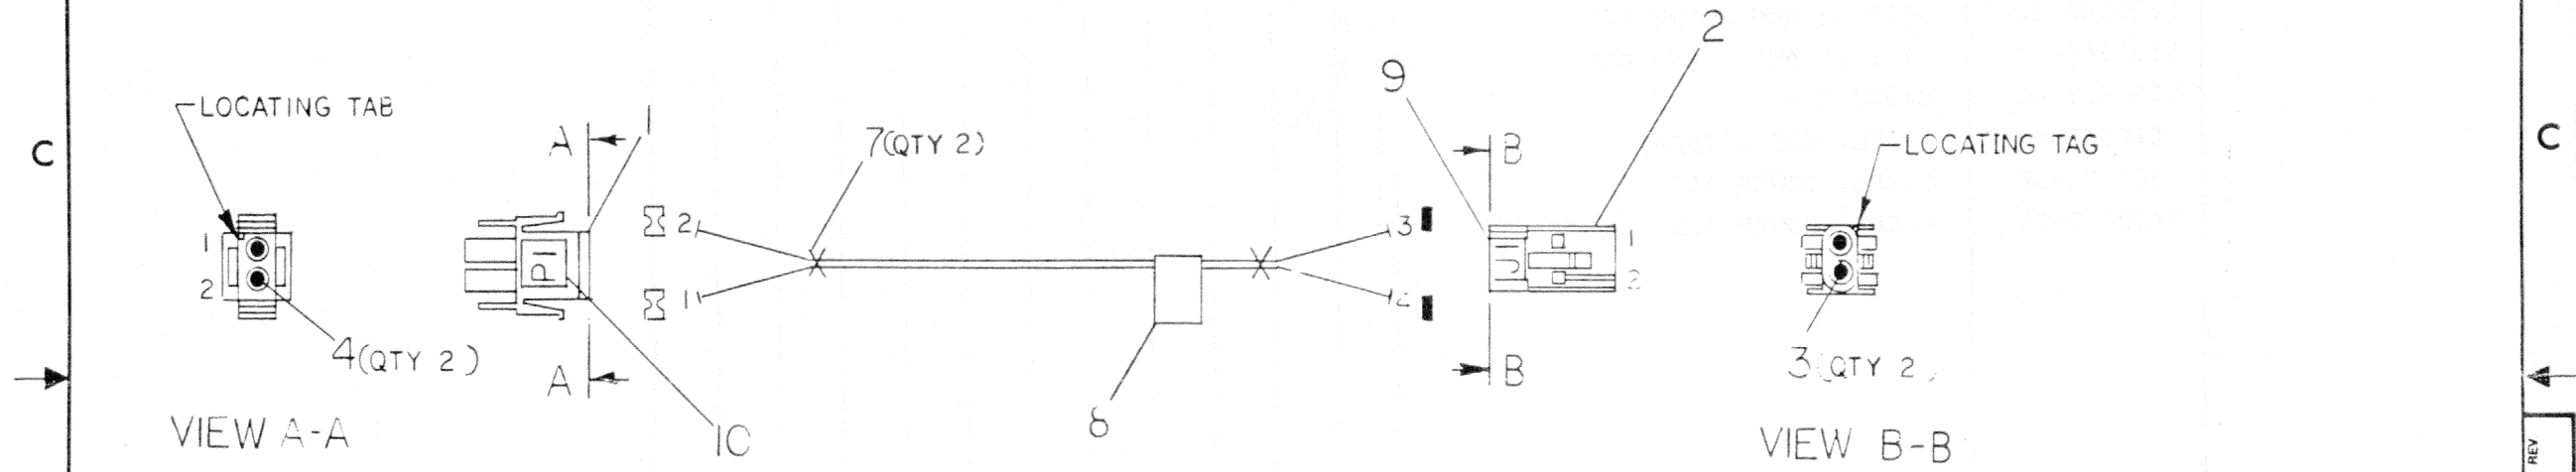 2
9
LOCATING TAB
1
A
7(QTY 2)
B
LOCATING TAG
C
C
2
3
1
P1
J1
1
2
2
1
A
4(QTY 2)
B
3(QTY 2
8
10
VIEW A-A
VIEW B-B
REV